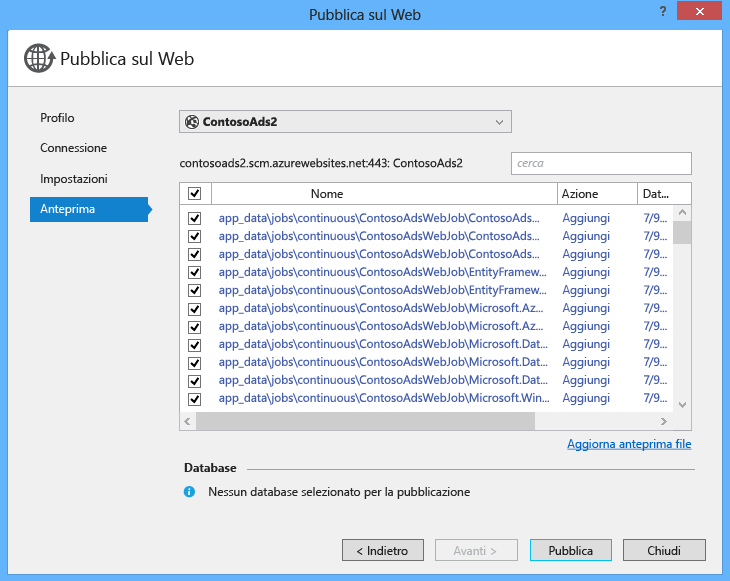 Pubblica sul Web
?
Pubblica sul Web
Profilo
Connessione
Impostazioni
Anteprima
ContosoAds2
contosoads2.scm.azurewebsites.net:443: ContosoAds2
cerca
Nome Azione Dat...
app_data\jobs\continuous\ContosoAdsWebJob\ContosoAds... Aggiungi 7/9...
app_data\jobs\continuous\ContosoAdsWebJob\ContosoAds... Aggiungi 7/9...
app_data\jobs\continuous\ContosoAdsWebJob\ContosoAds... Aggiungi 7/9...
app_data\jobs\continuous\ContosoAdsWebJob\EntityFramew... Aggiungi 7/9...
app_data\jobs\continuous\ContosoAdsWebJob\EntityFramew... Aggiungi 7/9...
app_data\jobs\continuous\ContosoAdsWebJob\Microsoft.Az... Aggiungi 7/9...
app_data\jobs\continuous\ContosoAdsWebJob\Microsoft.Az... Aggiungi 7/9...
app_data\jobs\continuous\ContosoAdsWebJob\Microsoft.Dat... Aggiungi 7/9...
app_data\jobs\continuous\ContosoAdsWebJob\Microsoft.Dat... Aggiungi 7/9...
app_data\jobs\continuous\ContosoAdsWebJob\Microsoft.Dat... Aggiungi 7/9...
app_data\jobs\continuous\ContosoAdsWebJob\Microsoft.Win... Aggiungi 7/9...
Aggiorna anteprima file
Database
Nessun database selezionato per la pubblicazione
< Indietro Avanti > Pubblica Chiudi